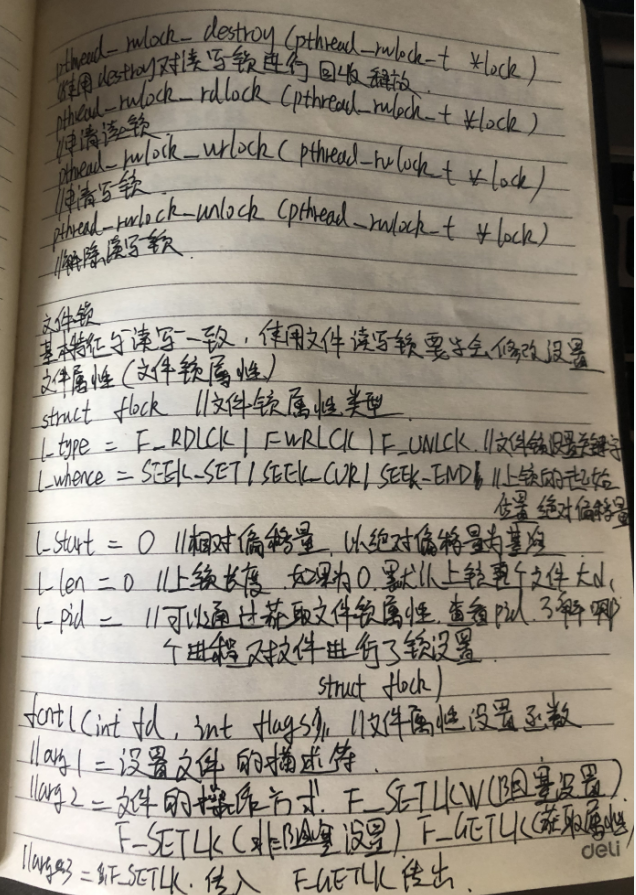 pthread_rwlock_destroy (pthread_rwlock_t *lock)
//使用destroy对读写锁进行回收释放.
pthread_rwlock_rdlock (pthread_rwlock_t *lock)
//申请读锁
pthread_rwlock_wrlock (pthread_rwlock_t *lock)
//申请写锁.
pthread_rwlock_unlock (pthread_rwlock_t *lock)
//解除读写锁.
文件锁
基本特征与读写一致, 使用文件读写锁要学会修改设置
文件属性(文件锁属性)
struct flock //文件锁属性类型
l_type = F_RDLCK | FWRLCK | F_UNLCK. //文件锁设置关键字
l_whence = SEEK_SET | SEEK_CUR | SEEK_END //上锁的起始
位置 绝对偏移量
l_start = 0 //相对偏移量, 以绝对偏移量为基准
l_len = 0 //上锁长度, 如果为0, 默认上锁整个文件大小,
l_pid = //可以通过获取文件锁属性, 查看pid, 了解哪
个进程对文件进行了锁设置.
struct flock)
fcntl(int fd, int flags, //文件属性设置函数
//arg1 = 设置文件的描述符.
//arg2 = 文件的操作方式. F_SETLKW(阻塞设置)
F_SETLK(非阻塞设置) F_GETLK(获取属性)
deli
//arg3 = F_SETLK. 传入 F_GETLK 传出.